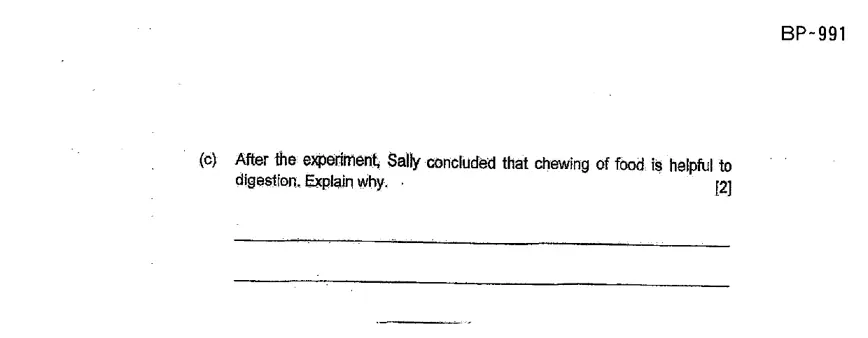 BP-991
(c) After the experiment, Sally concluded that chewing of food is helpful to
digestion. Explain why. [2]